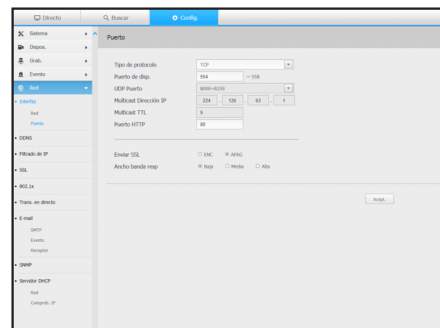 Directo
Buscar
Config.
Sistema
Dispos.
Grab.
Evento
Red
Interfaz
Red
Puerto
DDNS
Filtrado de IP
SSL
802.1x
Trans. en directo
E-mail
SMTP
Evento
Receptor
SNMP
Servidor DHCP
Red
Comprob. IP
Puerto
Tipo de protocolo TCP
Puerto de disp. 554 ~ 558
UDP Puerto 8000~8159
Multicast Dirección IP 224 . 126 . 63 . 1
Multicast TTL 5
Puerto HTTP 80
Enviar SSL ENC APAG
Ancho banda resp Baja Media Alta
Acept.